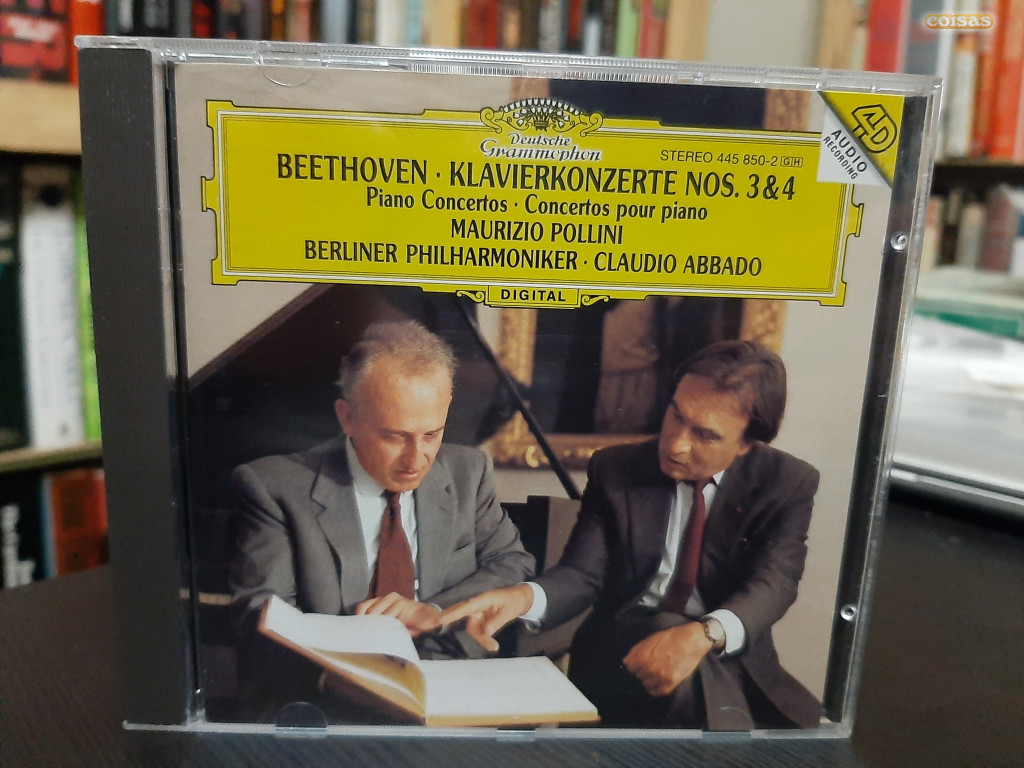 coisas
Deutsche
Grammophon
STEREO 445 850-2 GH
4D
AUDIO
RECORDING
BEETHOVEN · KLAVIERKONZERTE NOS. 3&4
Piano Concertos · Concertos pour piano
MAURIZIO POLLINI
BERLINER PHILHARMONIKER · CLAUDIO ABBADO
DIGITAL